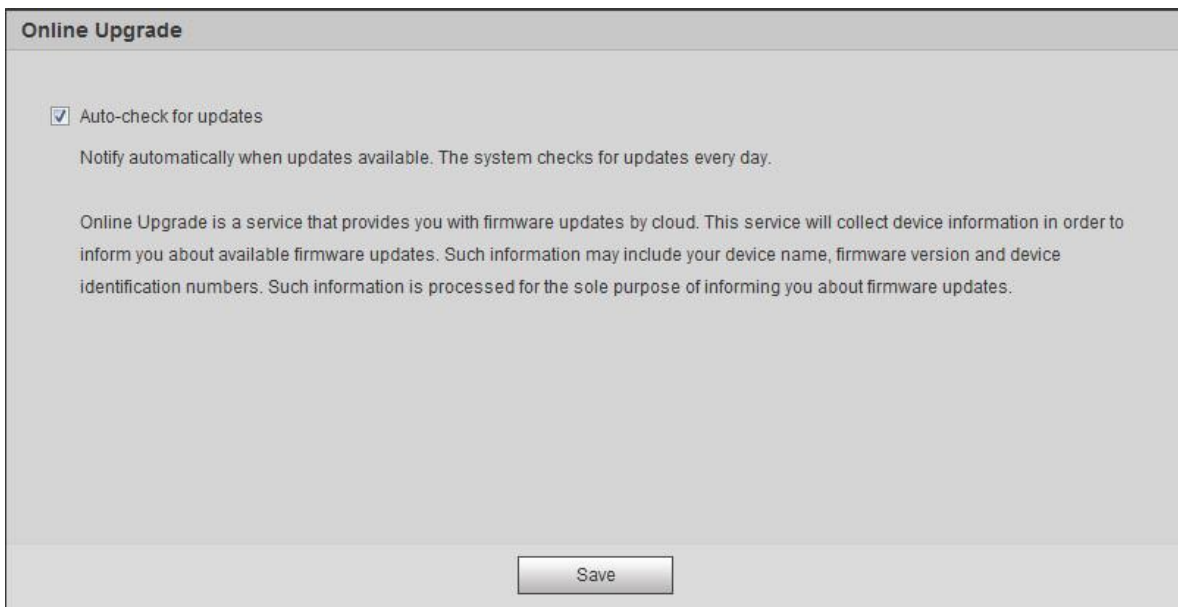 Online Upgrade
Auto-check for updates
Notify automatically when updates available. The system checks for updates every day.
Online Upgrade is a service that provides you with firmware updates by cloud. This service will collect device information in order to
inform you about available firmware updates. Such information may include your device name, firmware version and device
identification numbers. Such information is processed for the sole purpose of informing you about firmware updates.
Save